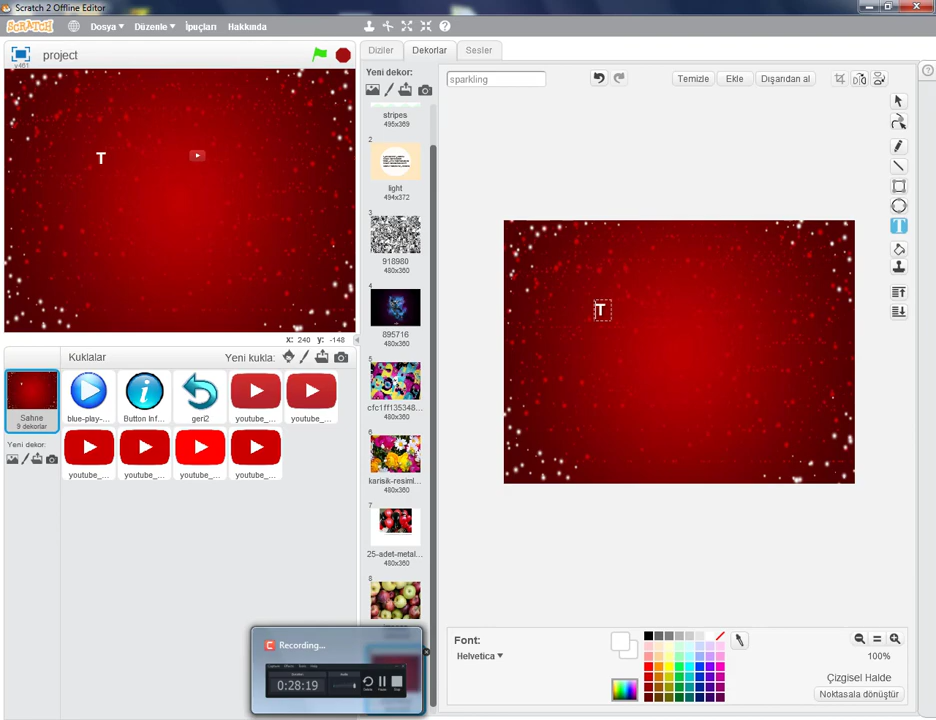 Scratch 2 Offline Editor
SCRATCH Dosya Düzenle İpuçları Hakkında
v461 project
T
x: 240 y: -148
Kuklalar Yeni kukla:
Sahne
9 dekorlar
Yeni dekor:
blue-play-... Button Inf... geri2 youtube_... youtube_...
youtube_... youtube_... youtube_... youtube_...
Diziler Dekorlar Sesler
Yeni dekor:
stripes
495x369
2
light
494x372
3
918980
480x360
4
895716
480x360
5
cfc1ff135348...
480x360
6
karisik-resiml...
480x360
7
25-adet-metal...
480x360
8
sparkling
Temizle Ekle Dışarıdan al
T
T
Font:
Helvetica
100%
Çizgisel Halde
Noktasala dönüştür
Recording...
0:28:19